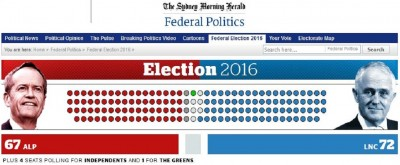 The Sydney Morning Herald
Federal Politics
Political News Political Opinion The Pulse Breaking Politics Video Cartoons Federal Election 2016 Your Vote Electorate Map
You are here: Home » Federal Politics » Federal Election 2016 » Search here... Federal Politics Search
Election 2016
67 ALP LNC 72
PLUS 4 SEATS POLLING FOR INDEPENDENTS AND 1 FOR THE GREENS